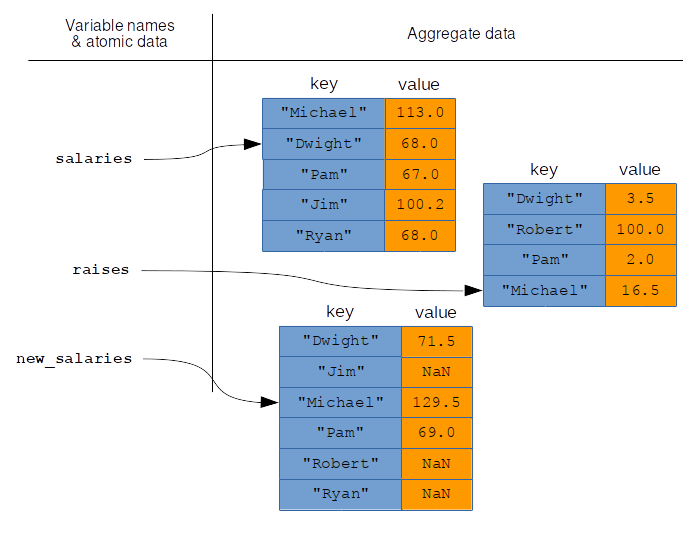 Variable names
& atomic data
Aggregate data
key value
"Michael" 113.0
"Dwight" 68.0
"Pam" 67.0
"Jim" 100.2
"Ryan" 68.0
salaries
key value
"Dwight" 3.5
"Robert" 100.0
"Pam" 2.0
"Michael" 16.5
raises
key value
"Dwight" 71.5
"Jim" NaN
"Michael" 129.5
"Pam" 69.0
"Robert" NaN
"Ryan" NaN
new_salaries